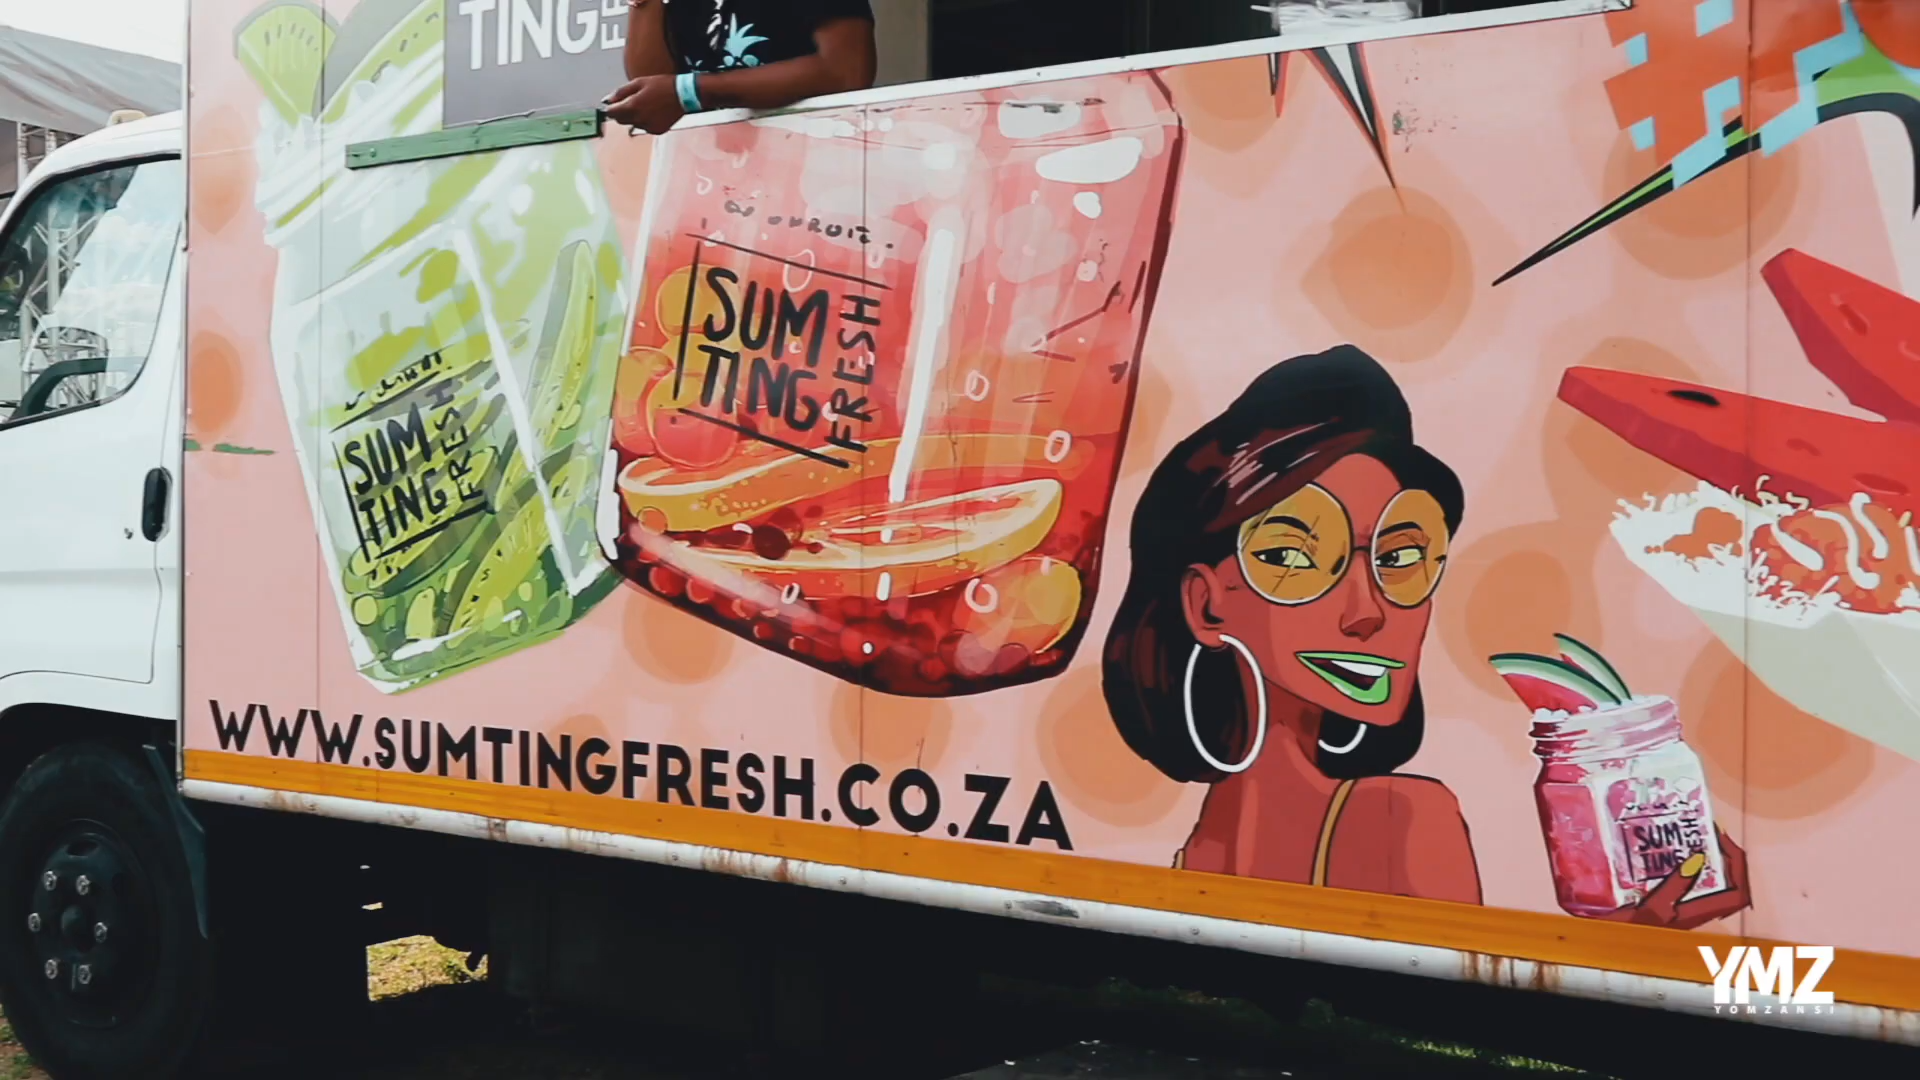 TING
SUM
TING
FRESH
SUM
TING
FRESH
WWW.SUMTINGFRESH.CO.ZA
SUM
TING
FRESH
YMZ
YOMZANSI